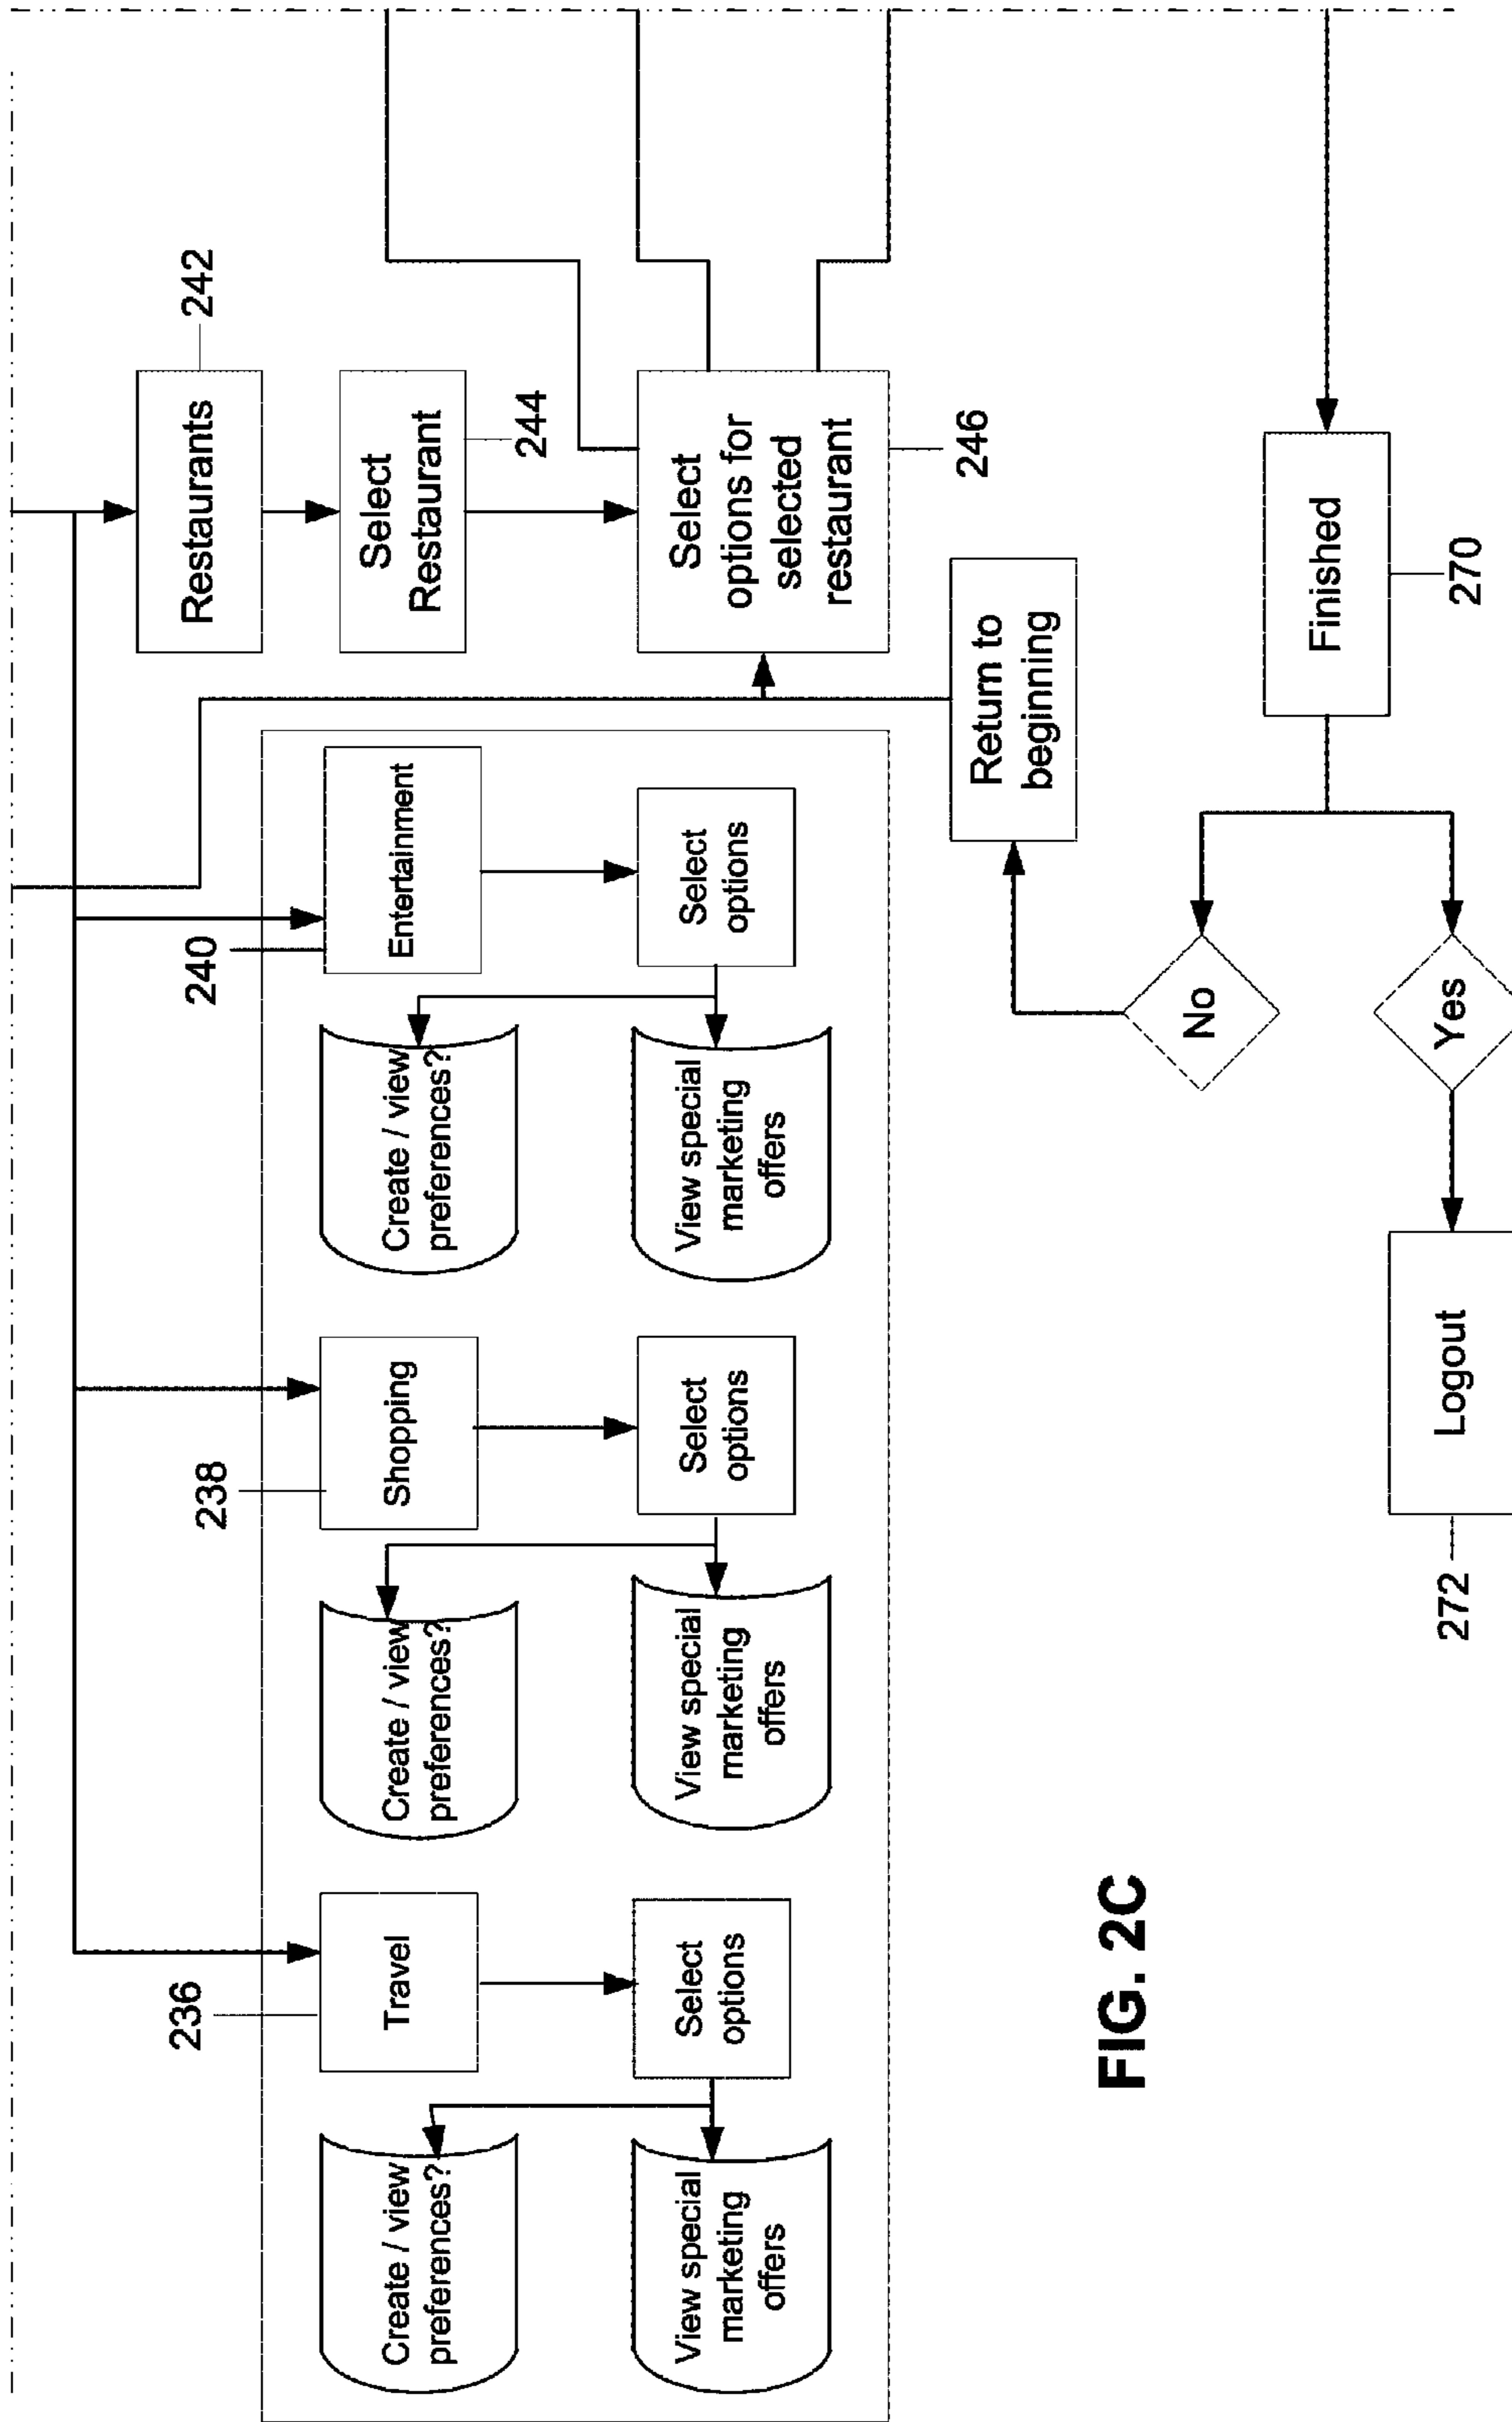 242
Restaurants
Select
Restaurant
244
Select
options for
selected
restaurant
246
240
Entertainment
Select
options
Create / view
preferences?
View special
marketing
offers
238
Shopping
Select
options
Create / view
preferences?
View special
marketing
offers
236
Travel
Select
options
Create / view
preferences?
View special
marketing
offers
Return to
beginning
Finished
270
No
Yes
Logout
272
FIG. 2C